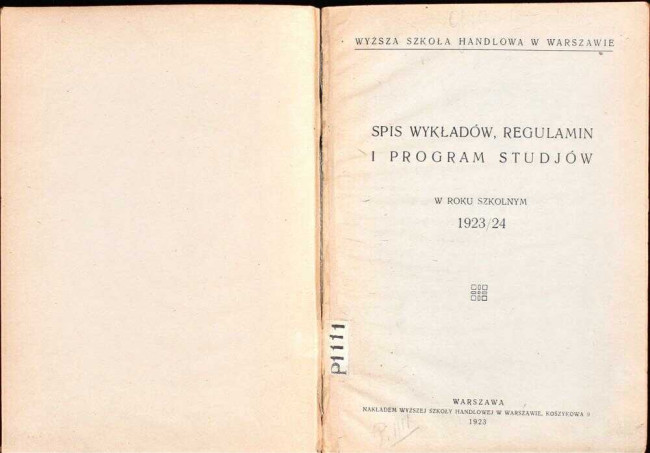 WYŻSZA SZKOŁA HANDLOWA W WARSZAWIE
SPIS WYKŁADÓW, REGULAMIN
I PROGRAM STUDJÓW
W ROKU SZKOLNYM
1923/24
P1111
WARSZAWA
NAKŁADEM WYŻSZEJ SZKOŁY HANDLOWEJ W WARSZAWIE, KOSZYKOWA 9
1923